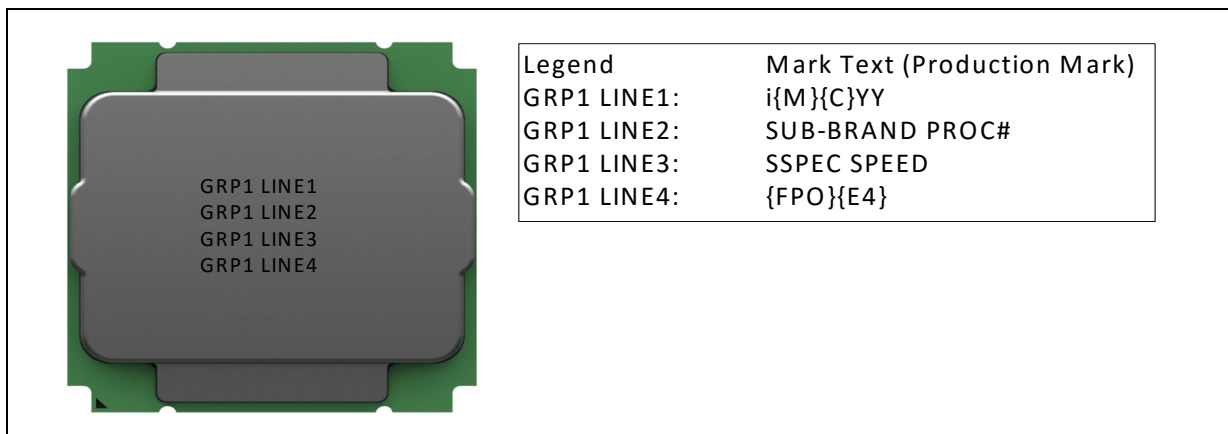 GRP1 LINE1
GRP1 LINE2
GRP1 LINE3
GRP1 LINE4
Legend Mark Text (Production Mark)
GRP1 LINE1: i{M}{C}YY
GRP1 LINE2: SUB-BRAND PROC#
GRP1 LINE3: SSPEC SPEED
GRP1 LINE4: {FPO}{E4}